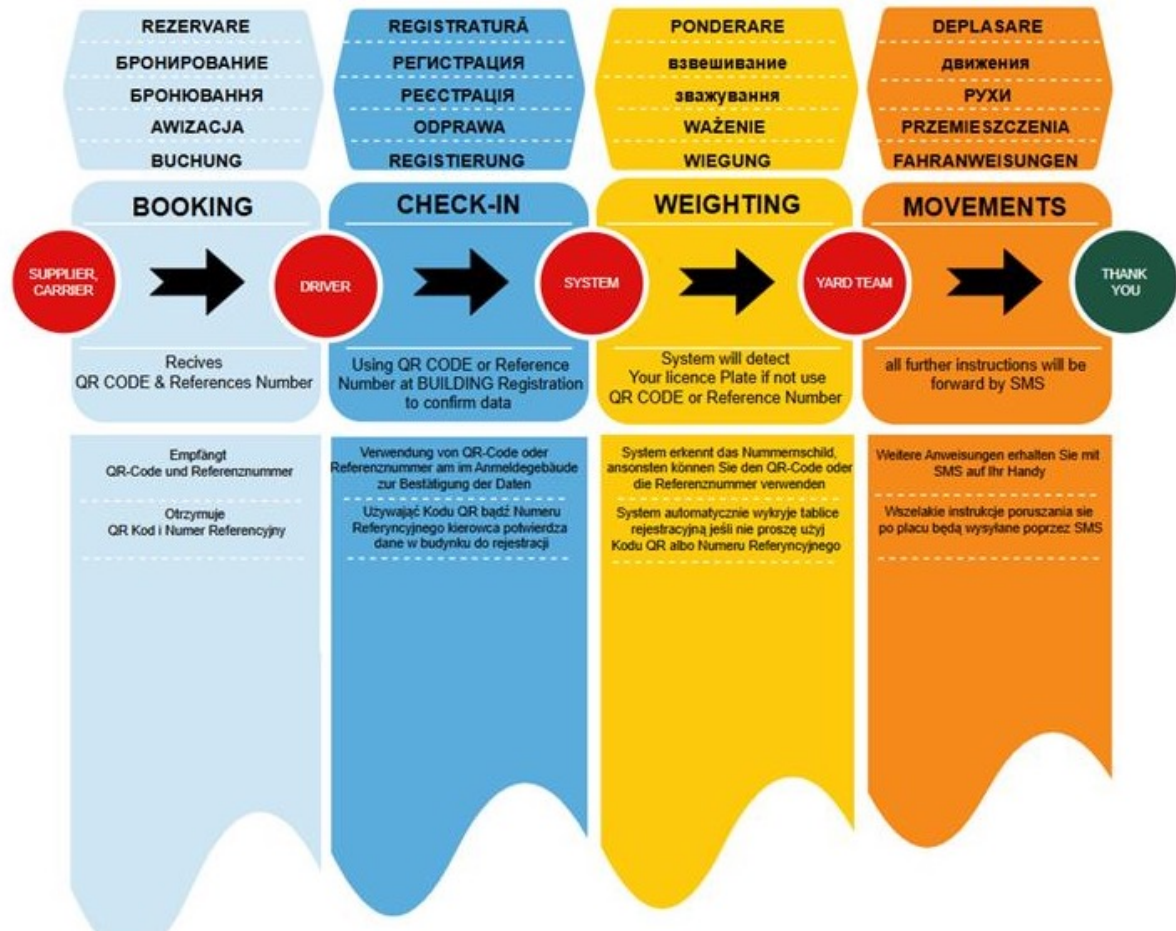 REZERVARE
БРОНИРОВАНИЕ
БРОНЮВАННЯ
AWIZACJA
BUCHUNG
REGISTRATURĂ
РЕГИСТРАЦИЯ
РЕЄСТРАЦІЯ
ODPRAWA
REGISTIERUNG
PONDERARE
взвешивание
зважування
WAŻENIE
WIEGUNG
DEPLASARE
движения
РУХИ
PRZEMIESZCZENIA
FAHRANWEISUNGEN
BOOKING
CHECK-IN
WEIGHTING
MOVEMENTS
SUPPLIER,
CARRIER
DRIVER
SYSTEM
YARD TEAM
THANK
YOU
Recives
QR CODE & References Number
Using QR CODE or Reference
Number at BUILDING Registration
to confirm data
System will detect
Your licence Plate if not use
QR CODE or Reference Number
all further instructions will be
forward by SMS
Empfängt
QR-Code und Referenznummer
Otrzymuje
QR Kod i Numer Referencyjny
Verwendung von QR-Code oder
Referenznummer am im Anmeldegebäude
zur Bestätigung der Daten
Używając Kodu QR bądź Numeru
Referyncyjnego kierowca potwierdza
dane w budynku do rejestracji
System erkennt das Nummernschild,
ansonsten können Sie den QR-Code oder
die Referenznummer verwenden
System automatycznie wykryje tablice
rejestracyjną jeśli nie proszę użyj
Kodu QR albo Numeru Referyncyjnego
Weitere Anweisungen erhalten Sie mit
SMS auf Ihr Handy
Wszelakie instrukcje poruszania sie
po placu będą wysyłane poprzez SMS